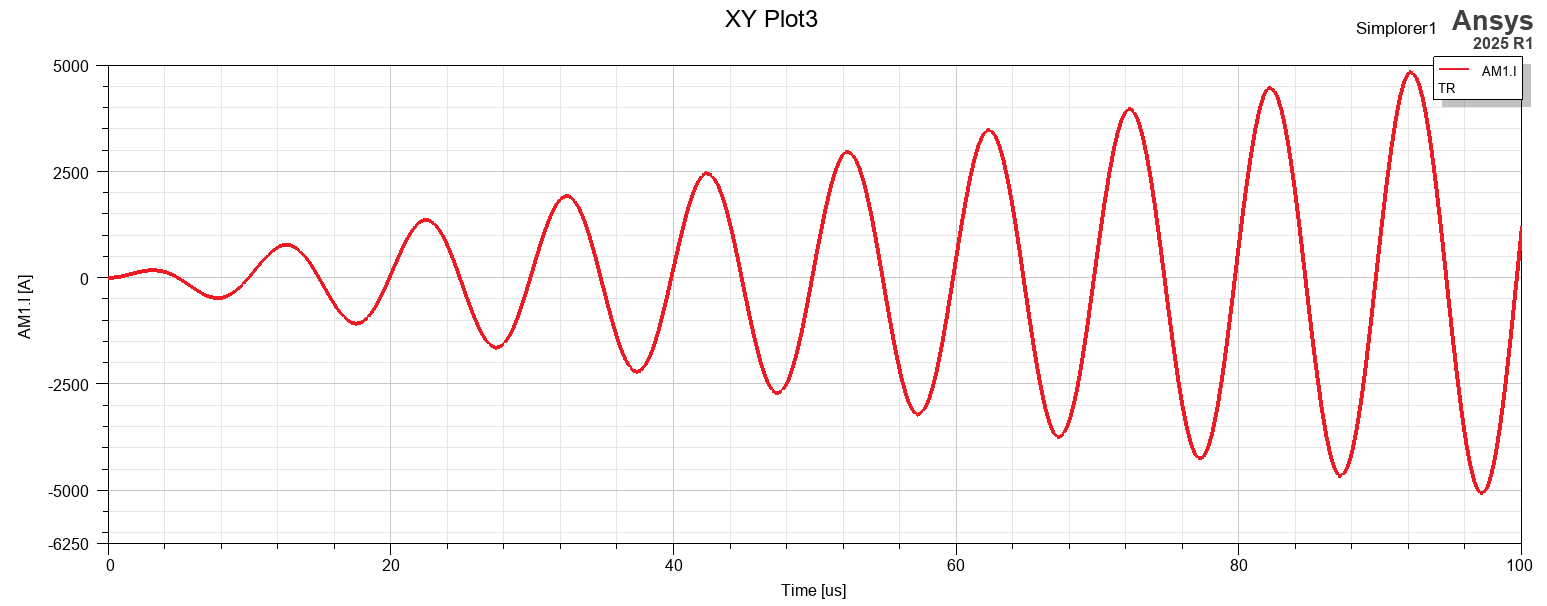 XY Plot3
Simplorer1
Ansys
2025 R1
AM1.I
TR
5000
2500
0
-2500
-5000
-6250
AM1.I [A]
0 20 40 60 80 100
Time [us]